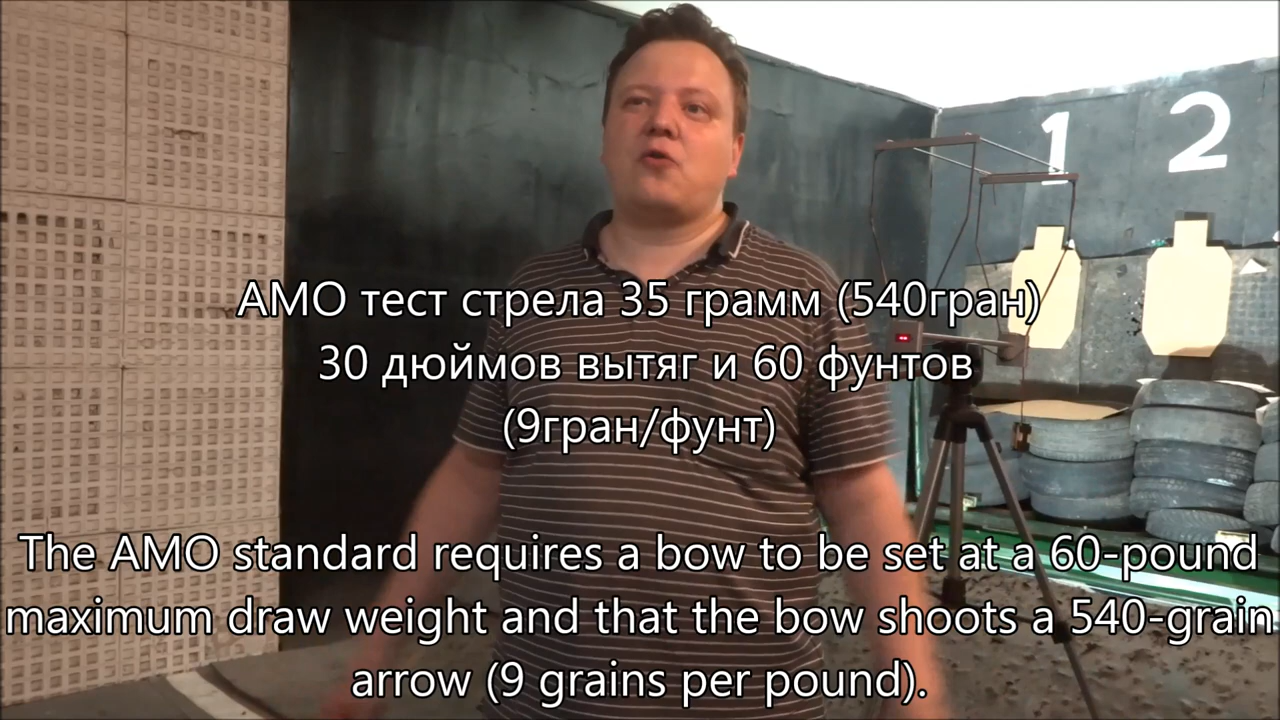 1 2
АМО тест стрела 35 грамм (540гран)
30 дюймов вытяг и 60 фунтов
(9гран/фунт)
The AMO standard requires a bow to be set at a 60-pound
maximum draw weight and that the bow shoots a 540-grain
arrow (9 grains per pound).